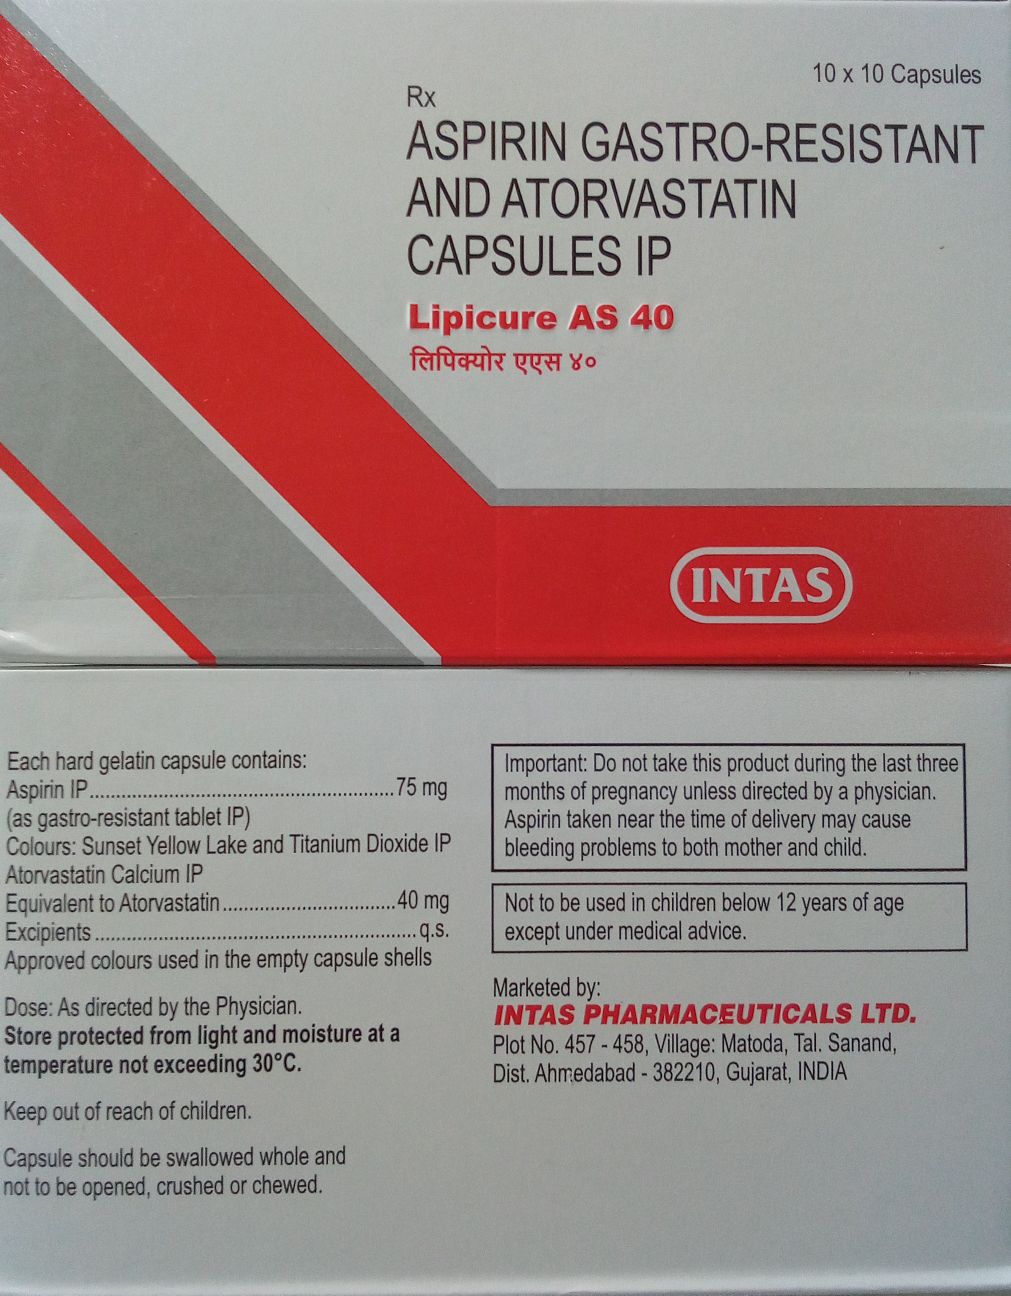 10 x 10 Capsules
Rx
ASPIRIN GASTRO-RESISTANT
AND ATORVASTATIN
CAPSULES IP
Lipicure AS 40
लिपिक्योर एएस ४०
INTAS
Each hard gelatin capsule contains:
Aspirin IP..........................................................75 mg
(as gastro-resistant tablet IP)
Colours: Sunset Yellow Lake and Titanium Dioxide IP
Atorvastatin Calcium IP
Equivalent to Atorvastatin.................................40 mg
Excipients.............................................................q.s.
Approved colours used in the empty capsule shells
Dose: As directed by the Physician.
Store protected from light and moisture at a
temperature not exceeding 30°C.
Keep out of reach of children.
Capsule should be swallowed whole and
not to be opened, crushed or chewed.
Important: Do not take this product during the last three
months of pregnancy unless directed by a physician.
Aspirin taken near the time of delivery may cause
bleeding problems to both mother and child.
Not to be used in children below 12 years of age
except under medical advice.
Marketed by:
INTAS PHARMACEUTICALS LTD.
Plot No. 457 - 458, Village: Matoda, Tal. Sanand,
Dist. Ahmedabad - 382210, Gujarat, INDIA